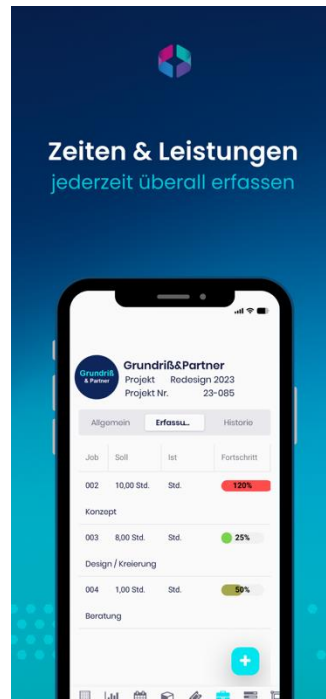 Zeiten & Leistungen
jederzeit überall erfassen
Grundriß
& Partner
Grundriß&Partner
Projekt Redesign 2023
Projekt Nr. 23-085
Allgemein Erfassu... Historie
Job Soll Ist Fortschritt
002 10,00 Std. Std. 120%
Konzept
003 8,00 Std. Std. 25%
Design / Kreierung
004 1,00 Std. Std. 50%
Beratung